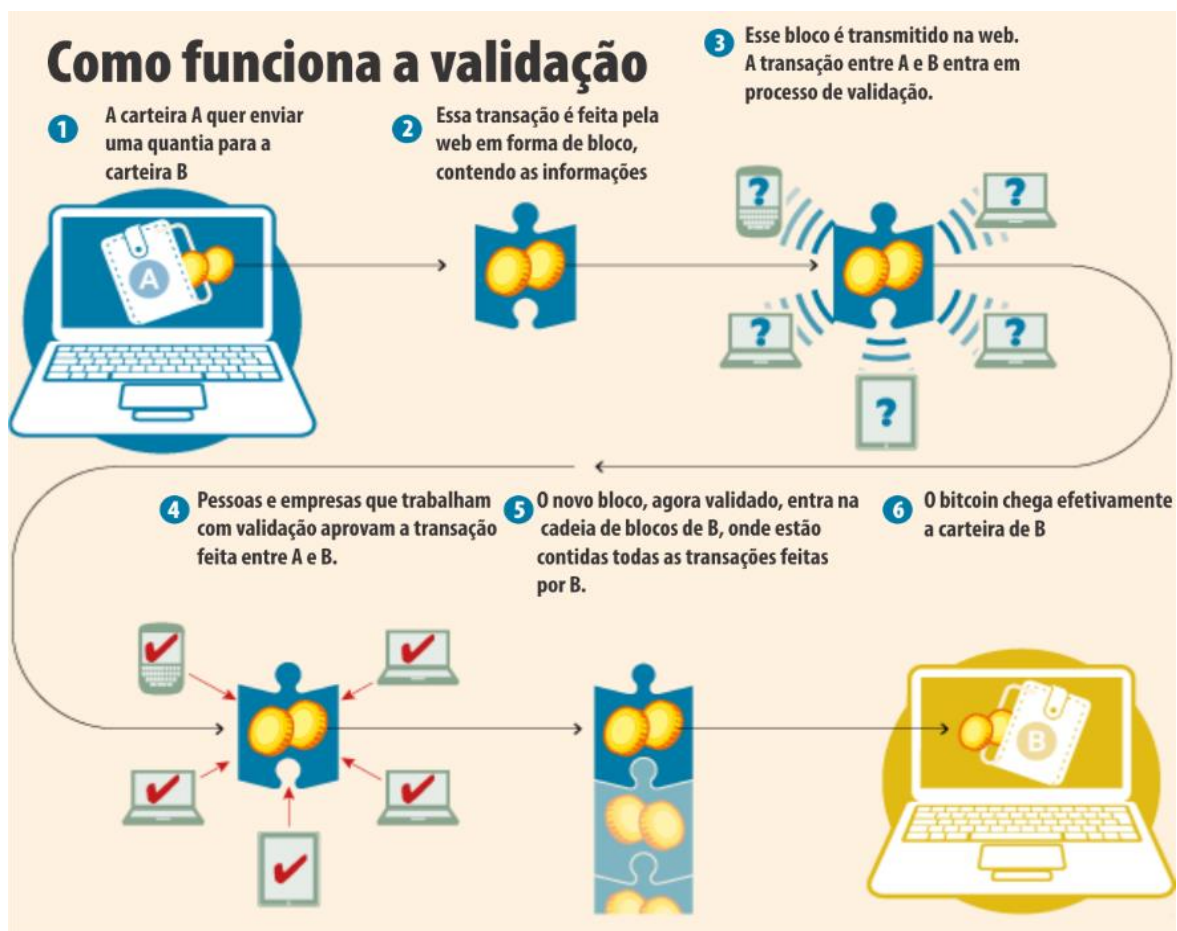 Como funciona a validação
1
A carteira A quer enviar
uma quantia para a
carteira B
2
Essa transação é feita pela
web em forma de bloco,
contendo as informações
3
Esse bloco é transmitido na web.
A transação entre A e B entra em
processo de validação.
A
?
?
?
?
?
4
Pessoas e empresas que trabalham
com validação aprovam a transação
feita entre A e B.
5
O novo bloco, agora validado, entra na
cadeia de blocos de B, onde estão
contidas todas as transações feitas
por B.
6
O bitcoin chega efetivamente
a carteira de B
B